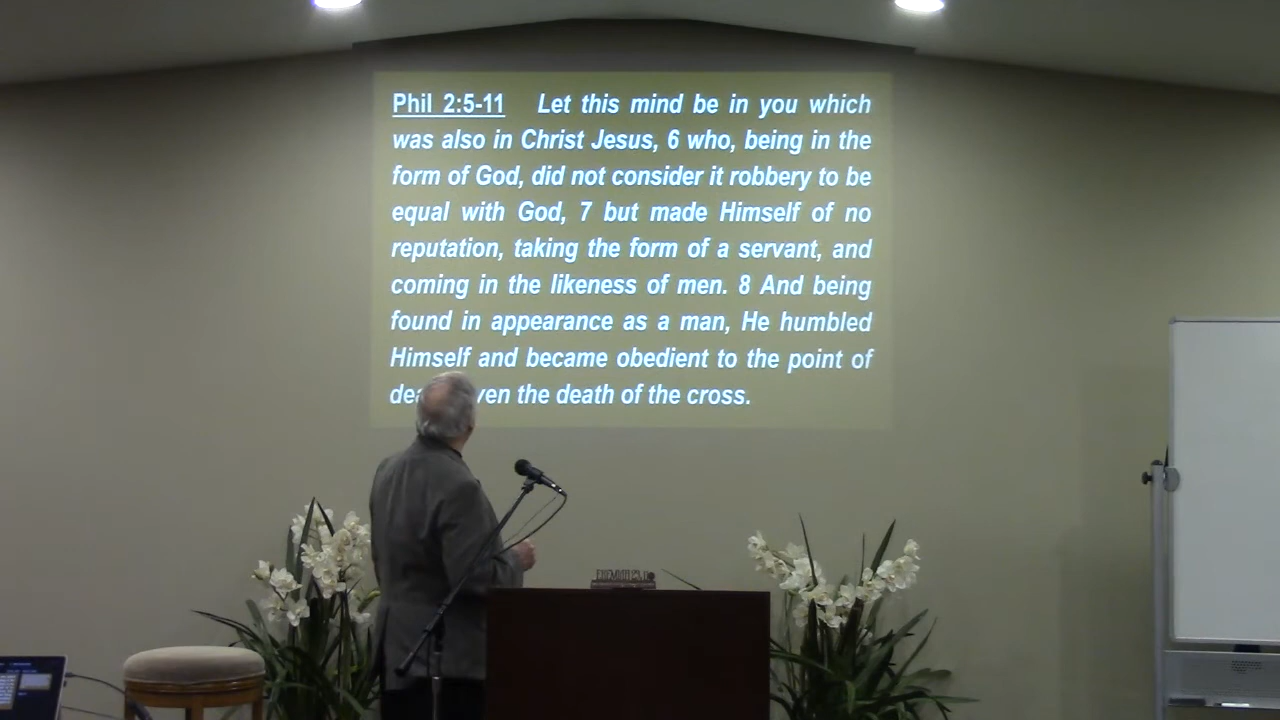 Phil 2:5-11 Let this mind be in you which
was also in Christ Jesus, 6 who, being in the
form of God, did not consider it robbery to be
equal with God, 7 but made Himself of no
reputation, taking the form of a servant, and
coming in the likeness of men. 8 And being
found in appearance as a man, He humbled
Himself and became obedient to the point of
the death of the cross.